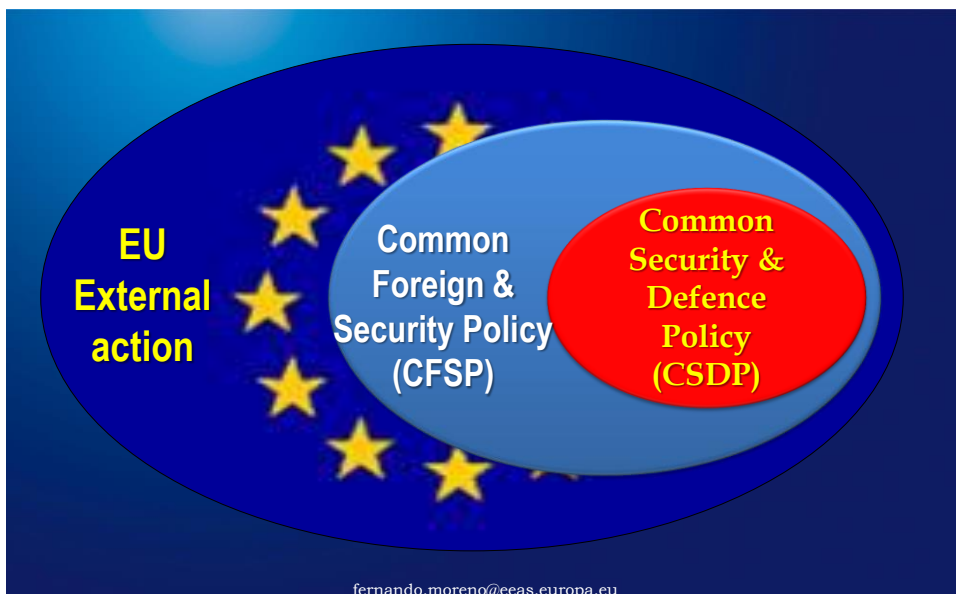 EU
External
action
Common
Foreign &
Security Policy
(CFSP)
Common
Security &
Defence
Policy
(CSDP)
fernando.moreno@eeas.europa.eu